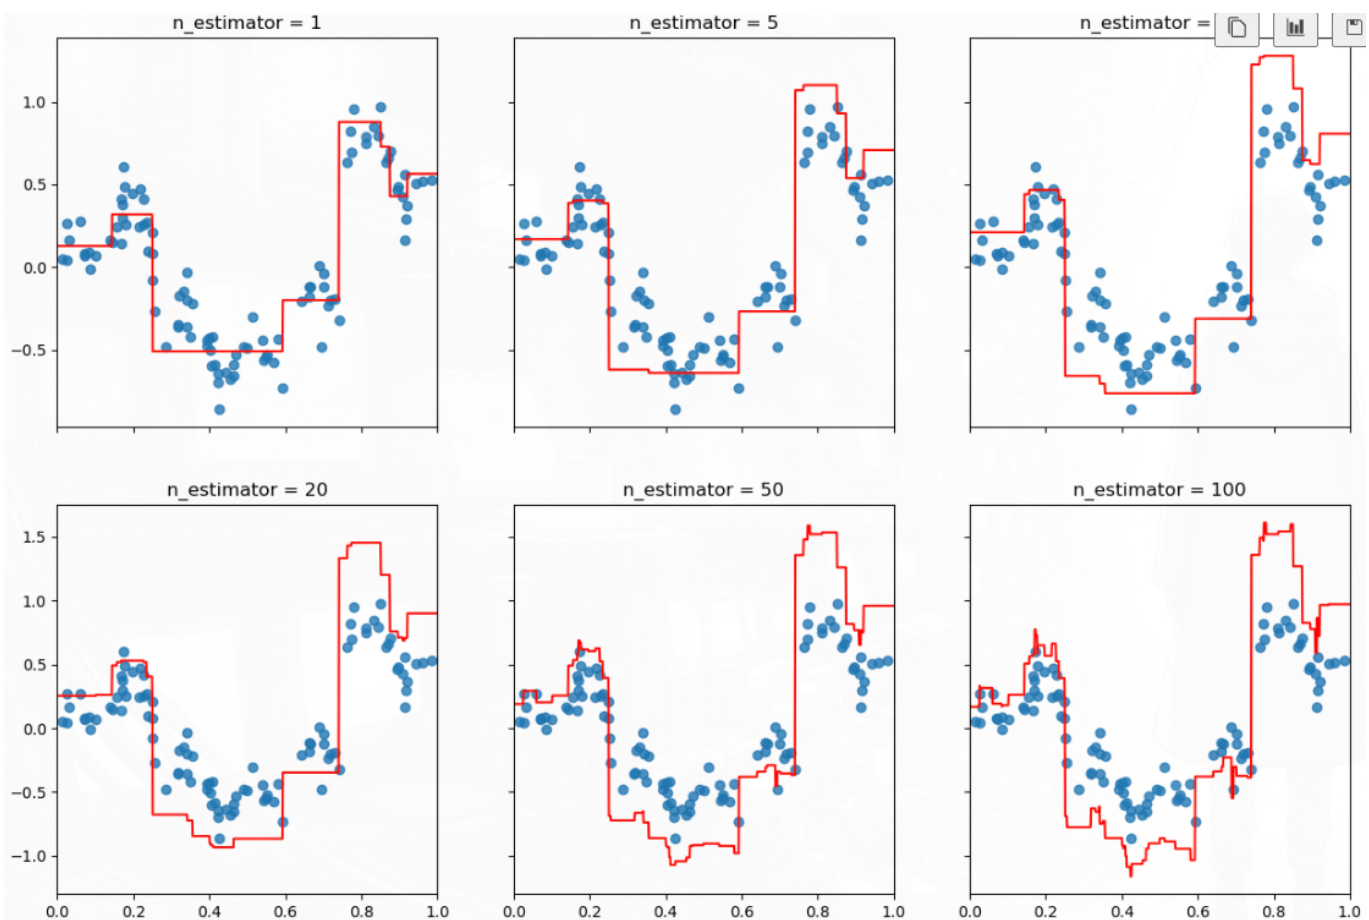 n_estimator = 1
n_estimator = 5
n_estimator =
1.0
0.5
0.0
−0.5
n_estimator = 20
n_estimator = 50
n_estimator = 100
1.5
1.0
0.5
0.0
−0.5
−1.0
0.0 0.2 0.4 0.6 0.8 1.0
0.0 0.2 0.4 0.6 0.8 1.0
0.0 0.2 0.4 0.6 0.8 1.0